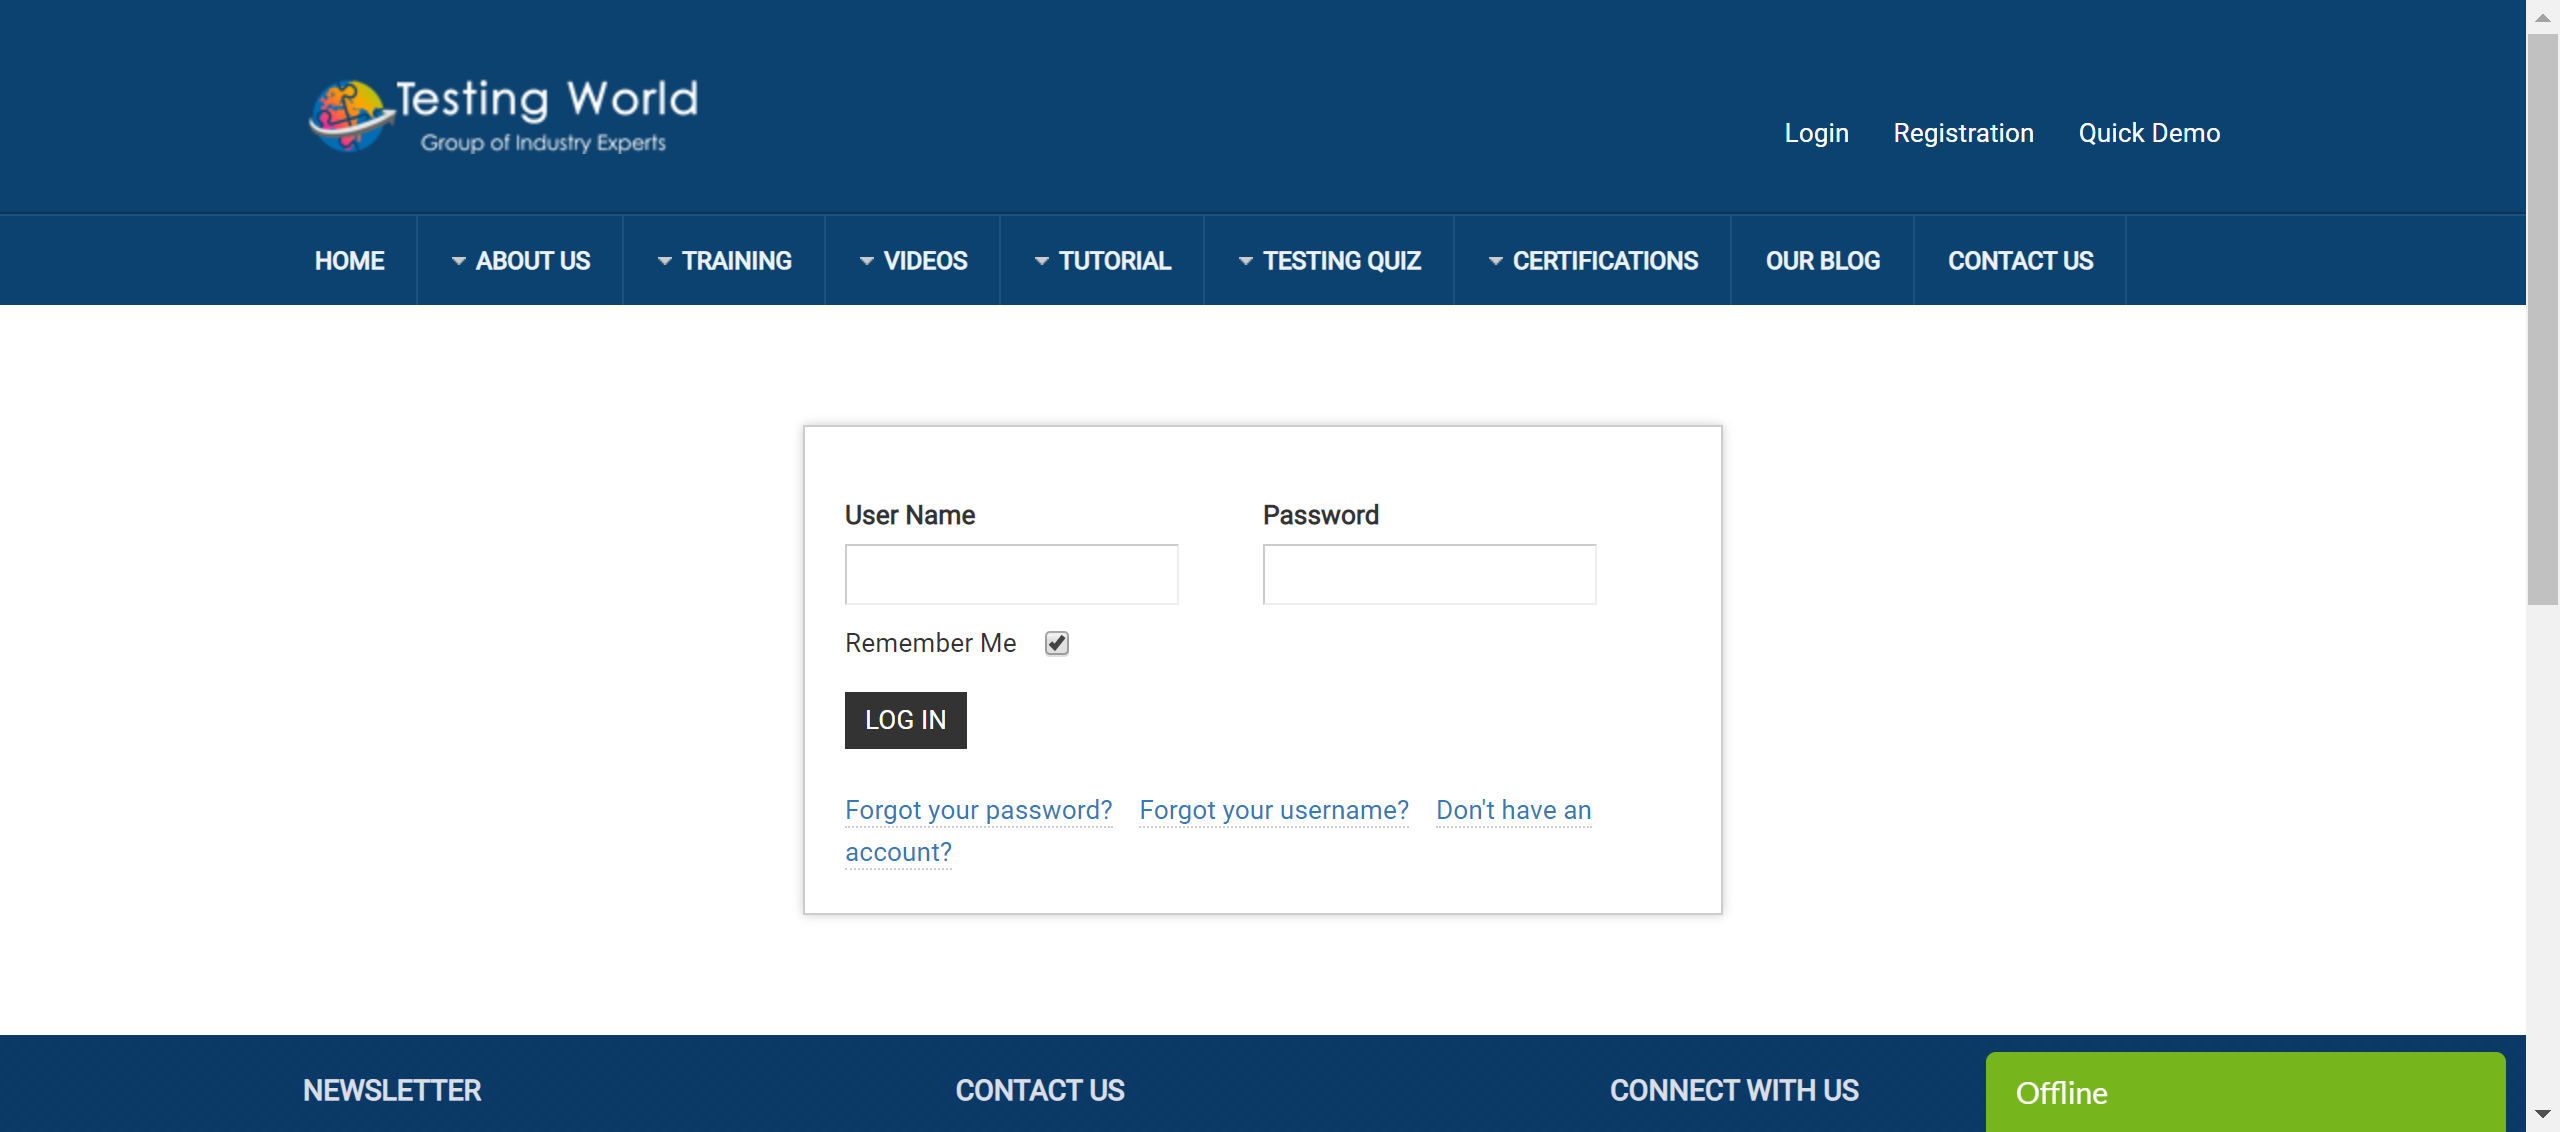 Testing World
Group of Industry Experts
Login Registration Quick Demo
HOME ABOUT US TRAINING VIDEOS TUTORIAL TESTING QUIZ CERTIFICATIONS OUR BLOG CONTACT US
User Name Password
Remember Me
LOG IN
Forgot your password? Forgot your username? Don't have an
account?
NEWSLETTER CONTACT US CONNECT WITH US Offline